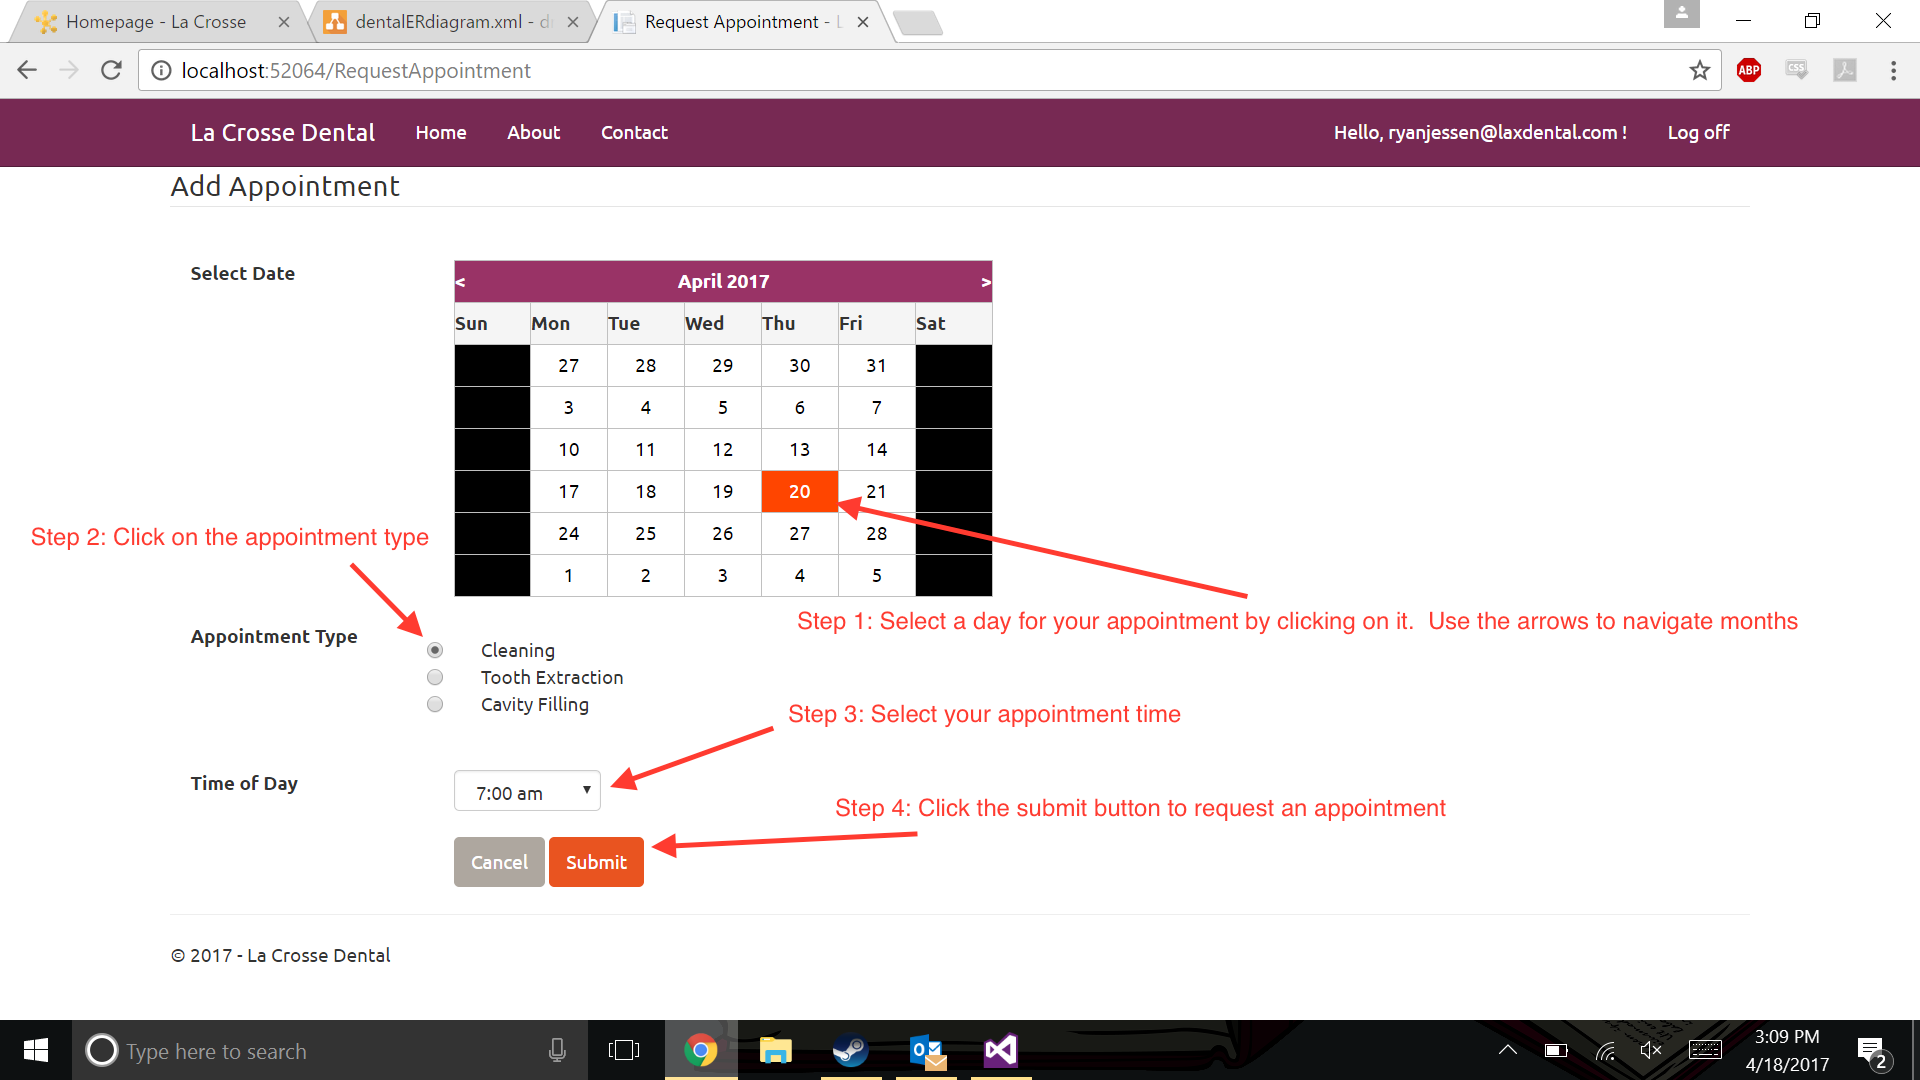 Homepage - La Crosse
dentalERdiagram.xml - d
Request Appointment - L
localhost:52064/RequestAppointment
ABP
CSS
La Crosse Dental Home About Contact Hello, ryanjessen@laxdental.com ! Log off
Add Appointment
Select Date
< April 2017 >
Sun Mon Tue Wed Thu Fri Sat
27 28 29 30 31
3 4 5 6 7
10 11 12 13 14
17 18 19 20 21
24 25 26 27 28
1 2 3 4 5
Step 2: Click on the appointment type
Step 1: Select a day for your appointment by clicking on it. Use the arrows to navigate months
Appointment Type
Cleaning
Tooth Extraction
Cavity Filling
Step 3: Select your appointment time
Time of Day
7:00 am
Step 4: Click the submit button to request an appointment
Cancel Submit
© 2017 - La Crosse Dental
Type here to search
3:09 PM
4/18/2017
2